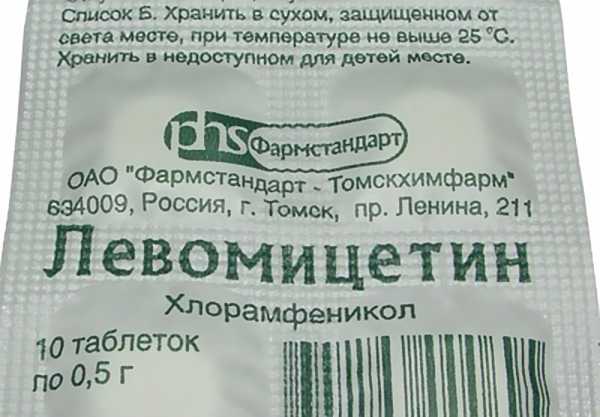 Список Б. Хранить в сухом, защищенном от
света месте, при температуре не выше 25 °С.
Хранить в недоступном для детей месте.
phs Фармстандарт
ОАО "Фармстандарт - Томскхимфарм"
634009, Россия, г. Томск, пр. Ленина, 211
Левомицетин
Хлорамфеникол
10 таблеток
по 0,5 г